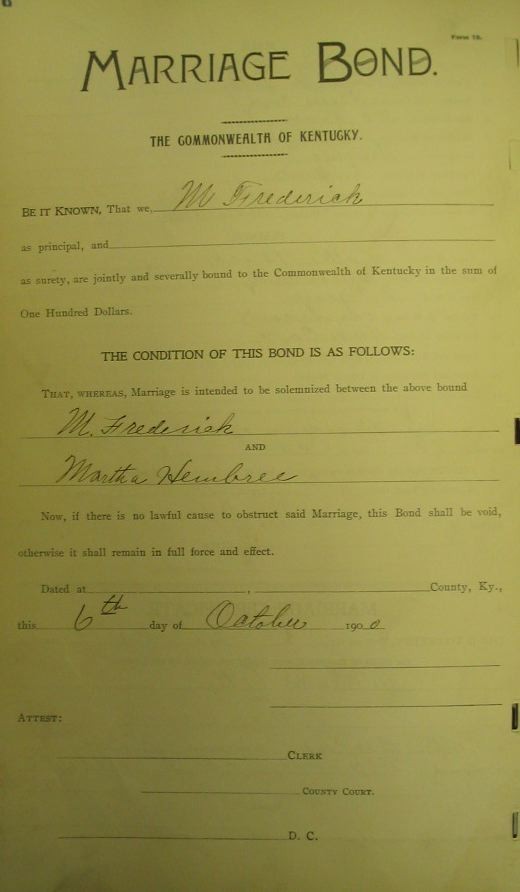 Form 78.
MARRIAGE BOND.
THE COMMONWEALTH OF KENTUCKY.
BE IT KNOWN, That we, M Frederick
as principal, and
as surety, are jointly and severally bound to the Commonwealth of Kentucky in the sum of
One Hundred Dollars.
THE CONDITION OF THIS BOND IS AS FOLLOWS:
THAT, WHEREAS, Marriage is intended to be solemnized between the above bound
M. Frederick
AND
Martha Hembree
Now, if there is no lawful cause to obstruct said Marriage, this Bond shall be void,
otherwise it shall remain in full force and effect.
Dated at , County, Ky.,
this 6th day of October 1900
ATTEST:
CLERK
COUNTY COURT.
D. C.